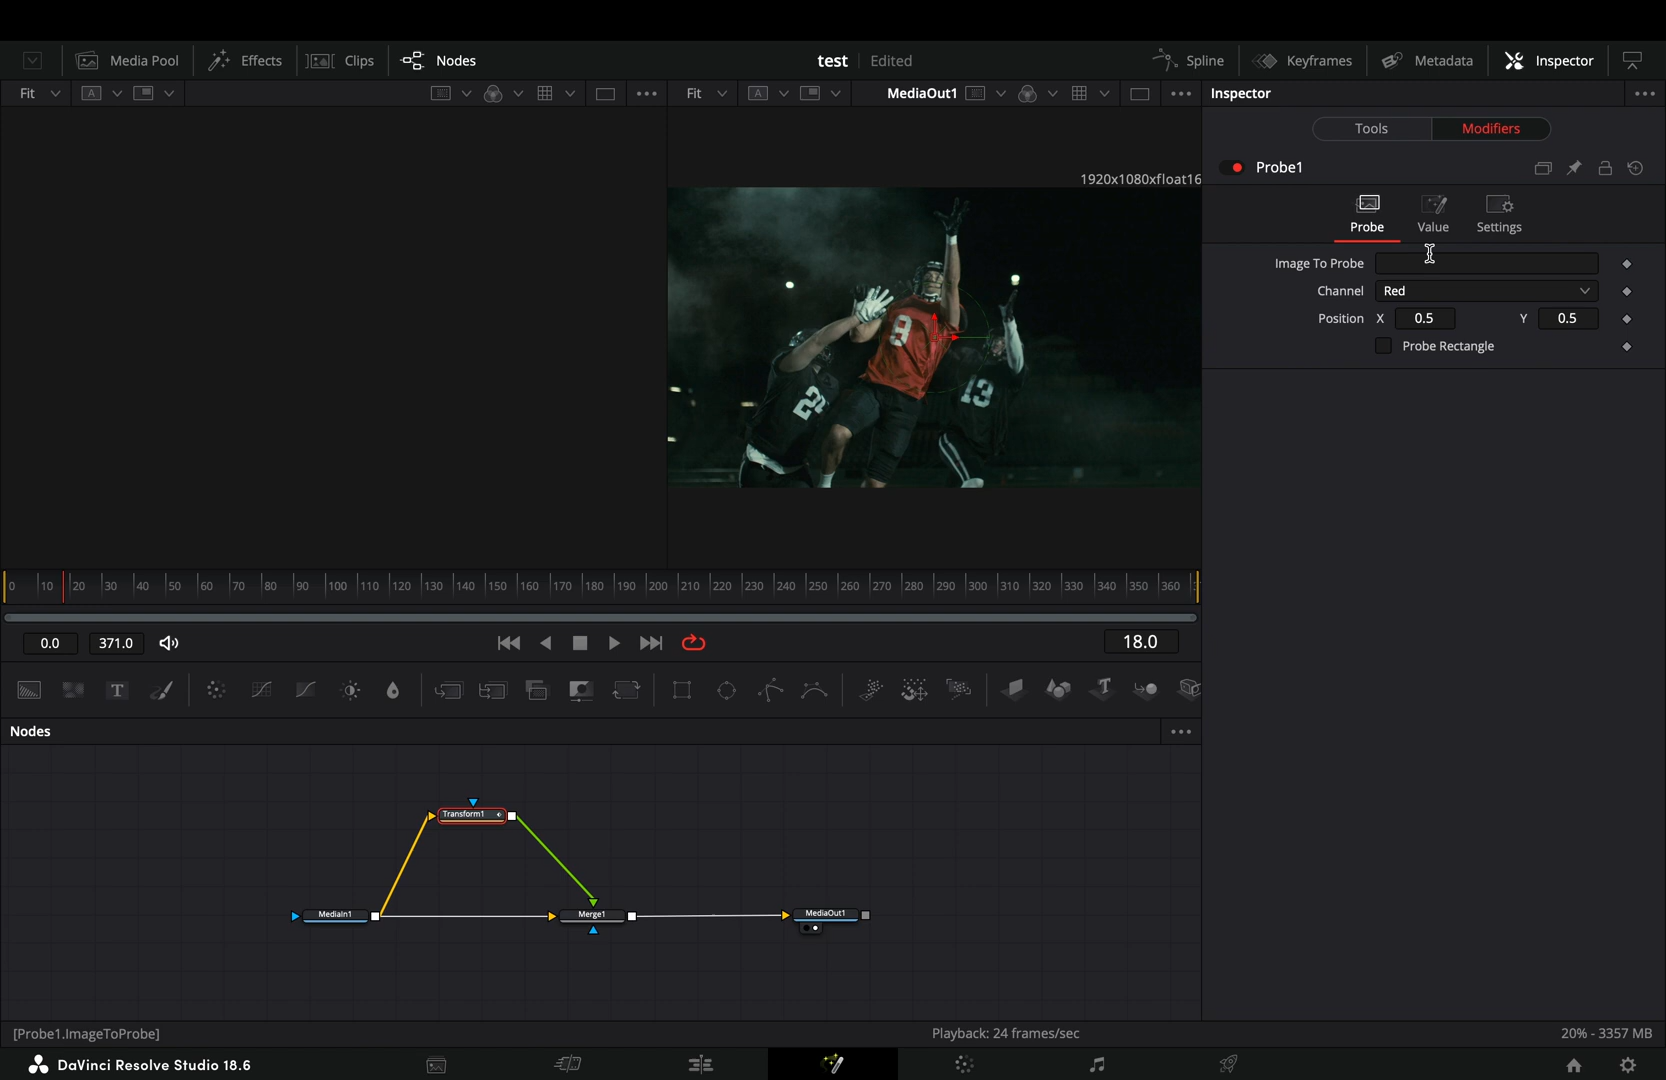 Media Pool
Effects
Clips
Nodes
test
Edited
Spline
Keyframes
Metadata
Inspector
Fit
A
Fit
A
MediaOut1
Inspector
Tools
Modifiers
Probe1
1920x1080xfloat16
Probe
Value
Settings
Image To Probe
Channel
Red
Position X 0.5 Y 0.5
Probe Rectangle
8
22
13
0 10 20 30 40 50 60 70 80 90 100 110 120 130 140 150 160 170 180 190 200 210 220 230 240 250 260 270 280 290 300 310 320 330 340 350 360
0.0
371.0
18.0
T
T
Nodes
Transform1
MediaIn1
Merge1
MediaOut1
[Probe1.ImageToProbe]
Playback: 24 frames/sec
20% - 3357 MB
DaVinci Resolve Studio 18.6